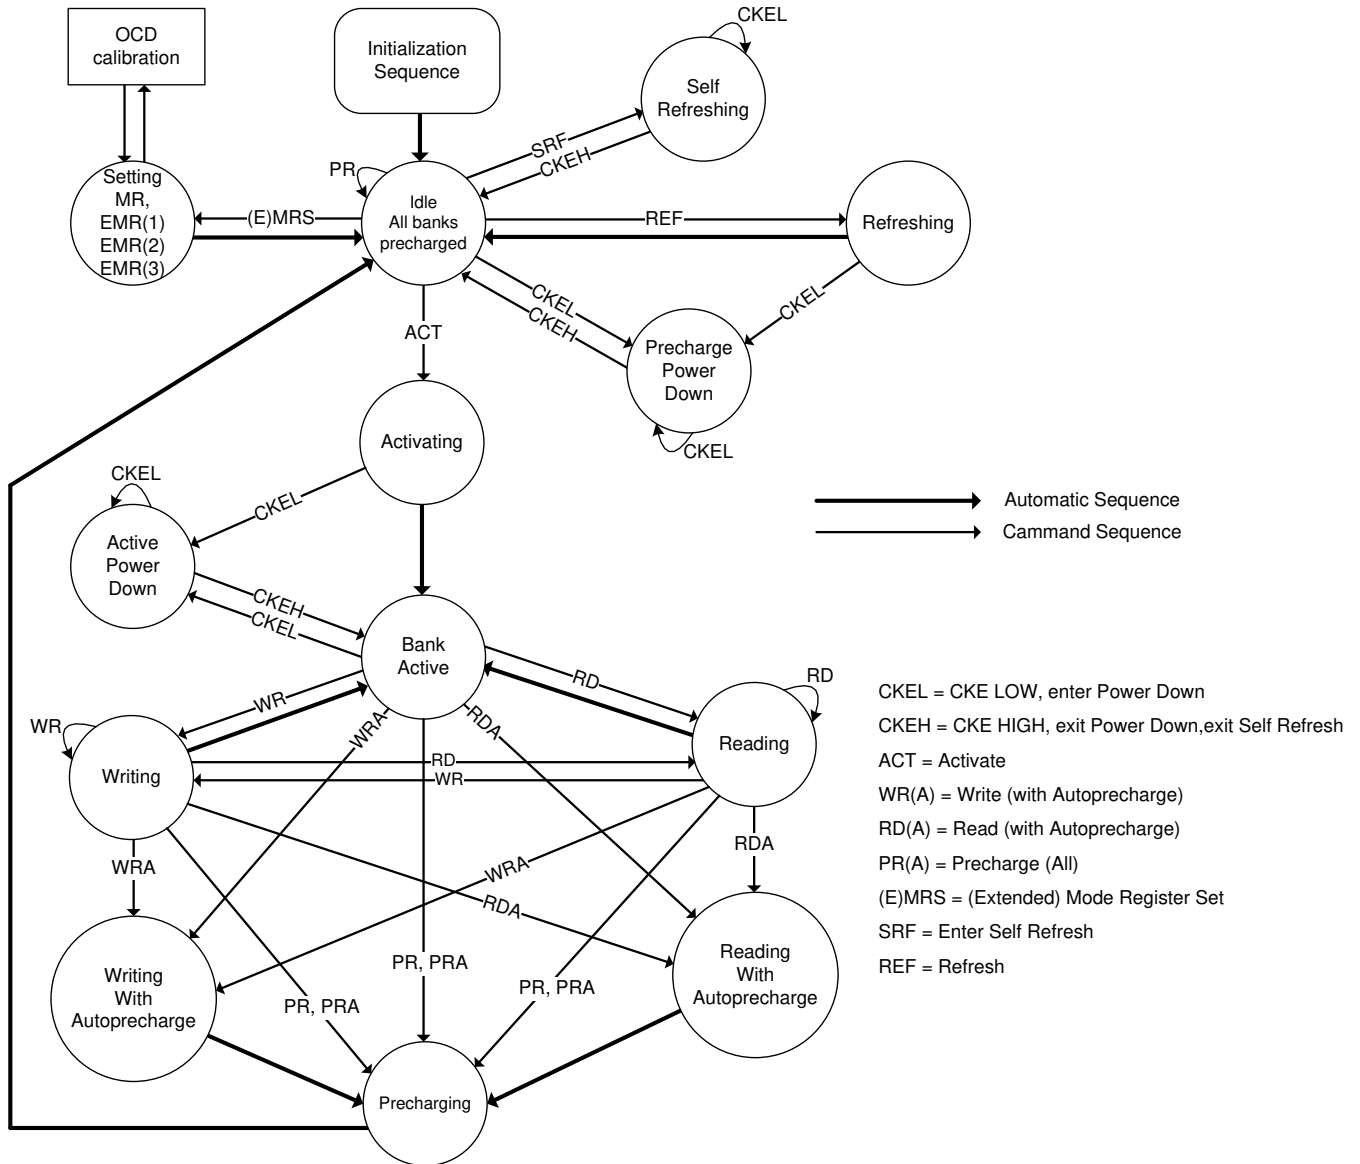 OCD
calibration
Initialization
Sequence
CKEL
Self
Refreshing
SRF
CKEH
PR
Setting
MR,
EMR(1)
EMR(2)
EMR(3)
(E)MRS
Idle
All banks
precharged
REF
Refreshing
CKEL
CKEH
CKEL
ACT
Precharge
Power
Down
CKEL
Activating
CKEL
CKEL
Active
Power
Down
Automatic Sequence
Cammand Sequence
CKEH
CKEL
Bank
Active
RD
RD
WR
WR
WRA
RDA
Writing
RD
WR
Reading
WRA
RDA
WRA
RDA
Writing
With
Autoprecharge
PR, PRA
PR, PRA
PR, PRA
Reading
With
Autoprecharge
Precharging
CKEL = CKE LOW, enter Power Down
CKEH = CKE HIGH, exit Power Down,exit Self Refresh
ACT = Activate
WR(A) = Write (with Autoprecharge)
RD(A) = Read (with Autoprecharge)
PR(A) = Precharge (All)
(E)MRS = (Extended) Mode Register Set
SRF = Enter Self Refresh
REF = Refresh